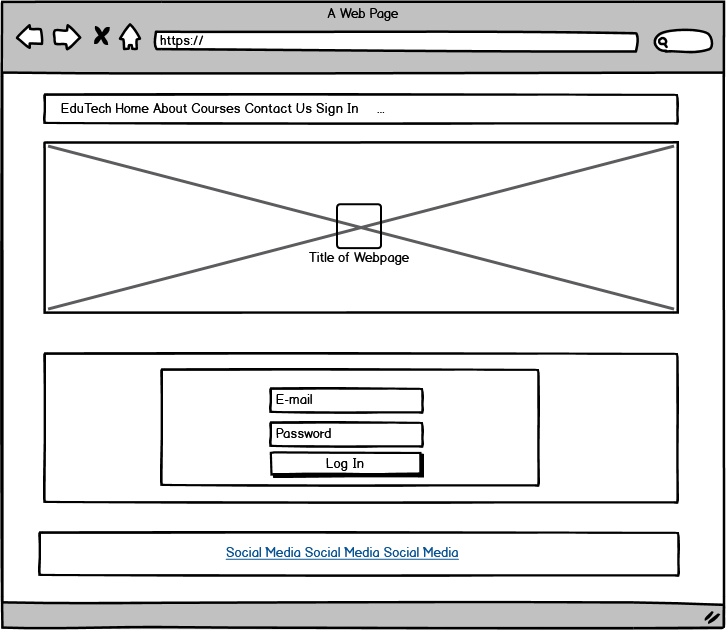 A Web Page
https://
EduTech Home About Courses Contact Us Sign In ...
Title of Webpage
E-mail
Password
Log In
Social Media Social Media Social Media